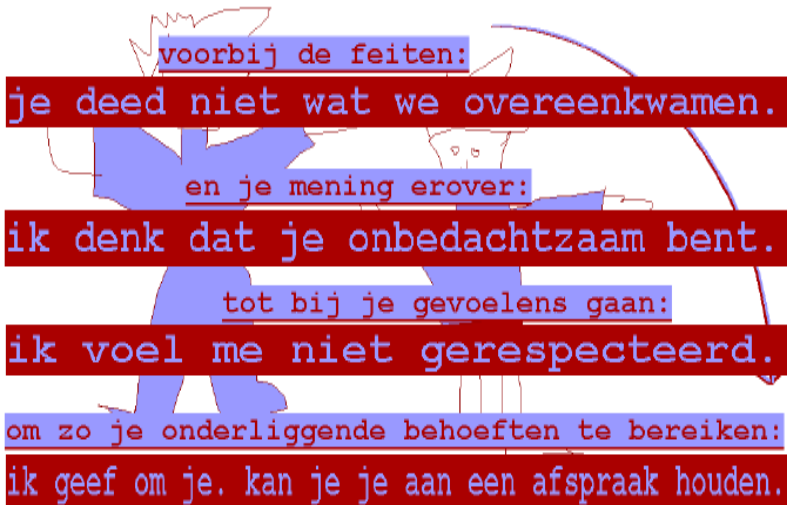 voorbij de feiten:
je deed niet wat we overeenkwamen.
en je mening erover:
ik denk dat je onbedachtzaam bent.
tot bij je gevoelens gaan:
ik voel me niet gerespecteerd.
om zo je onderliggende behoeften te bereiken:
ik geef om je. kan je je aan een afspraak houden.